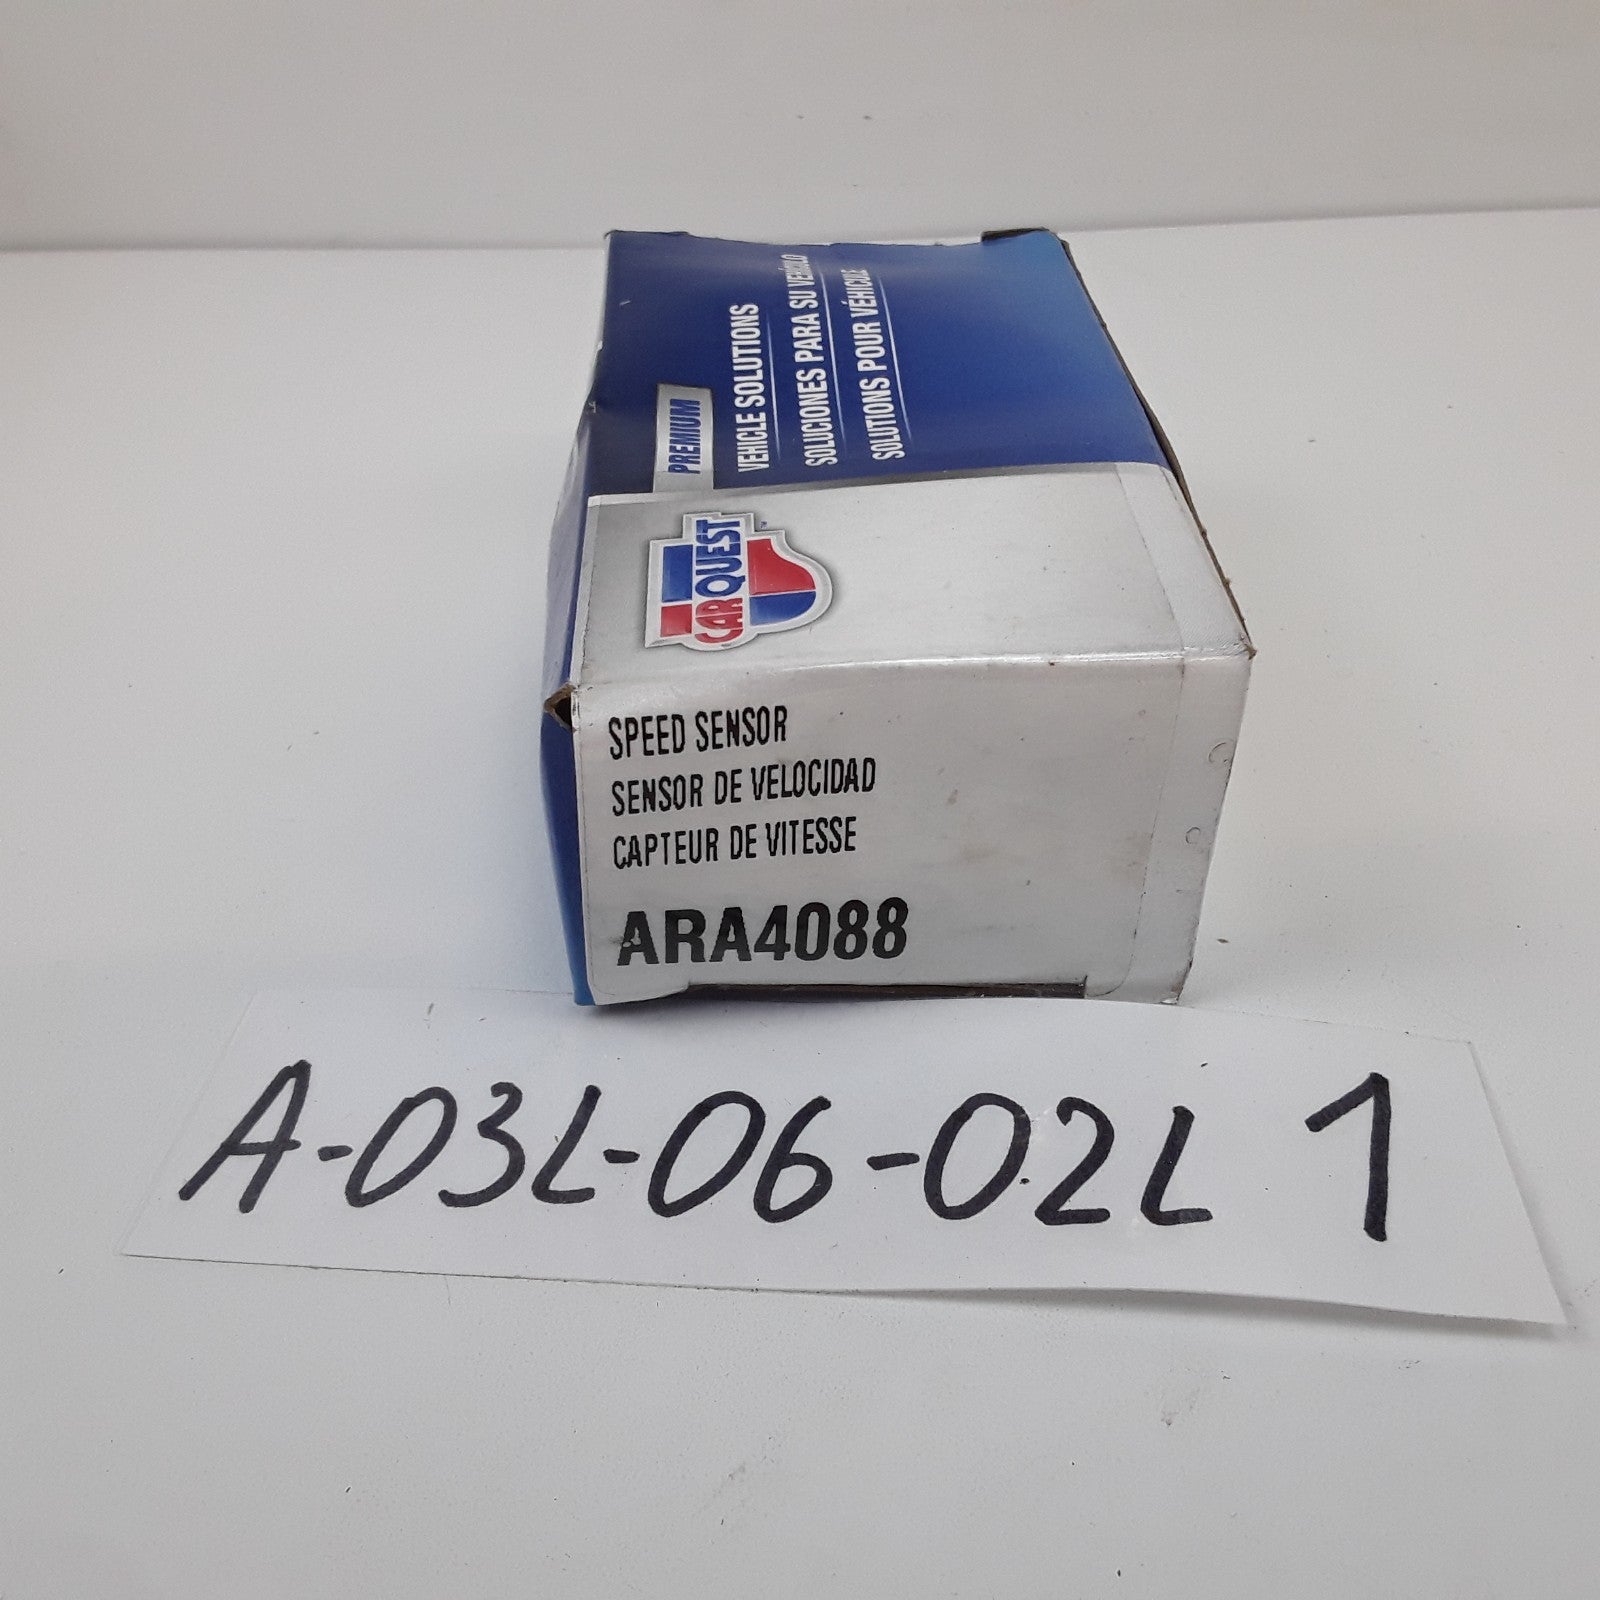 PREMIUM
VEHICLE SOLUTIONS
SOLUCIONES PARA SU VEHÍCULO
SOLUTIONS POUR VÉHICULE
CARQUEST
™
SPEED SENSOR
SENSOR DE VELOCIDAD
CAPTEUR DE VITESSE
ARA4088
A-03L-06-02L 1